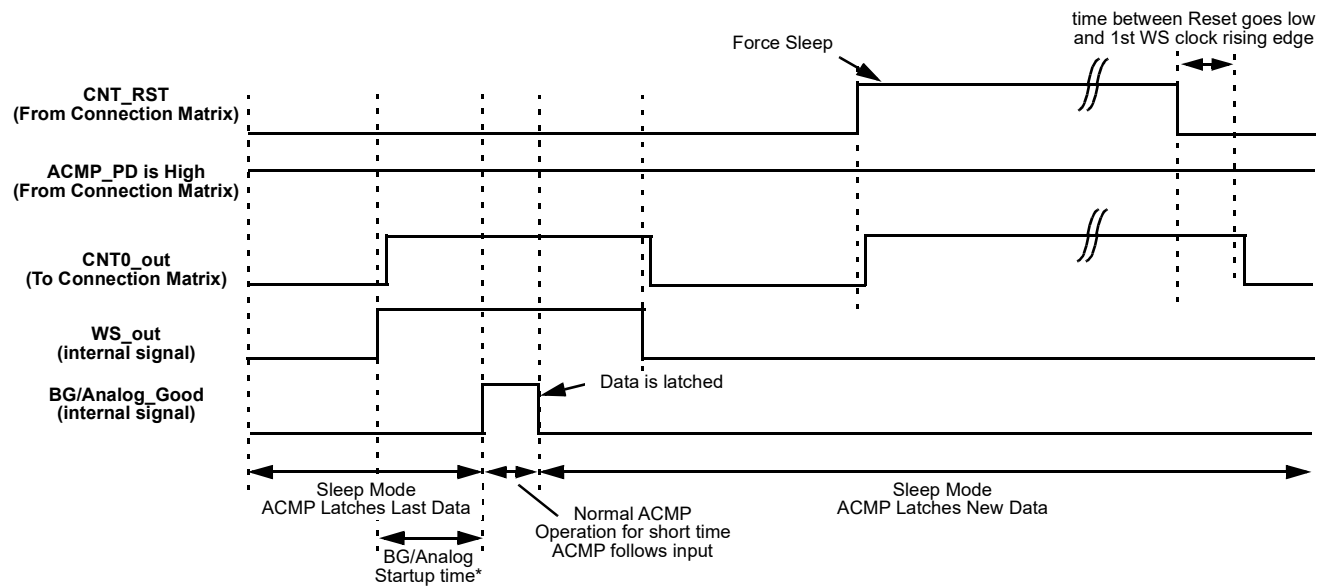 time between Reset goes low
and 1st WS clock rising edge
Force Sleep
CNT_RST
(From Connection Matrix)
ACMP_PD is High
(From Connection Matrix)
CNT0_out
(To Connection Matrix)
WS_out
(internal signal)
BG/Analog_Good
(internal signal)
Data is latched
Sleep Mode
ACMP Latches Last Data
Normal ACMP
Operation for short time
ACMP follows input
Sleep Mode
ACMP Latches New Data
BG/Analog
Startup time*